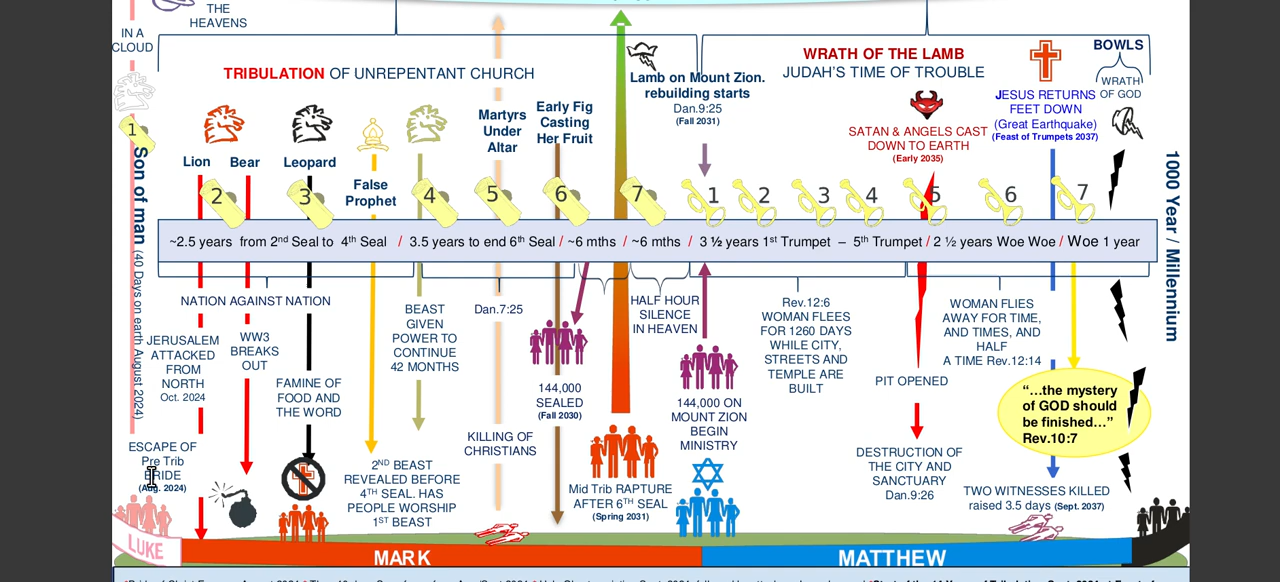 THE
HEAVENS
IN A
CLOUD
TRIBULATION OF UNREPENTANT CHURCH
WRATH OF THE LAMB
JUDAH'S TIME OF TROUBLE
BOWLS
WRATH
OF GOD
Lamb on Mount Zion.
rebuilding starts
Dan.9:25
(Fall 2031)
JESUS RETURNS
FEET DOWN
(Great Earthquake)
(Feast of Trumpets 2037)
Martyrs
Under
Altar
Early Fig
Casting
Her Fruit
SATAN & ANGELS CAST
DOWN TO EARTH
(Early 2035)
Lion
Bear
Leopard
False
Prophet
1
2
3
4
5
6
7
1
2
3
4
5
6
7
Son of man (40 Days on earth August 2024)
1000 Year / Millennium
~2.5 years from 2nd Seal to 4th Seal / 3.5 years to end 6th Seal / ~6 mths / ~6 mths / 3 ½ years 1st Trumpet – 5th Trumpet / 2 ½ years Woe Woe / Woe 1 year
NATION AGAINST NATION
JERUSALEM
ATTACKED
FROM
NORTH
Oct. 2024
WW3
BREAKS
OUT
FAMINE OF
FOOD AND
THE WORD
BEAST
GIVEN
POWER TO
CONTINUE
42 MONTHS
Dan.7:25
HALF HOUR
SILENCE
IN HEAVEN
Rev.12:6
WOMAN FLEES
FOR 1260 DAYS
WHILE CITY,
STREETS AND
TEMPLE ARE
BUILT
WOMAN FLIES
AWAY FOR TIME,
AND TIMES, AND
HALF
A TIME Rev.12:14
PIT OPENED
"...the mystery
of GOD should
be finished..."
Rev.10:7
144,000
SEALED
(Fall 2030)
144,000 ON
MOUNT ZION
BEGIN
MINISTRY
ESCAPE OF
Pre Trib
BRIDE
(Aug. 2024)
2ND BEAST
REVEALED BEFORE
4TH SEAL. HAS
PEOPLE WORSHIP
1ST BEAST
KILLING OF
CHRISTIANS
Mid Trib RAPTURE
AFTER 6TH SEAL
(Spring 2031)
DESTRUCTION OF
THE CITY AND
SANCTUARY
Dan.9:26
TWO WITNESSES KILLED
raised 3.5 days (Sept. 2037)
LUKE
MARK
MATTHEW